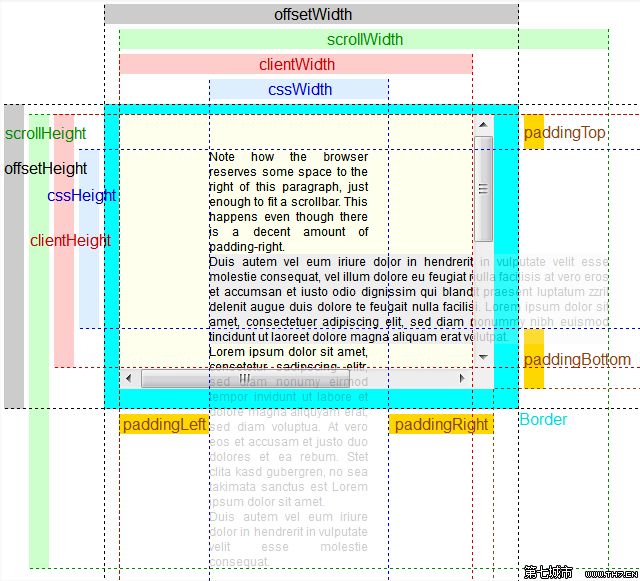 offsetWidth
scrollWidth
clientWidth
cssWidth
scrollHeight
offsetHeight
cssHeight
clientHeight
paddingTop
Note how the browser
reserves some space to the
right of this paragraph, just
enough to fit a scrollbar. This
happens even though there
is a decent amount of
padding-right.
Duis autem vel eum iriure dolor in hendrerit in vulputate velit esse
molestie consequat, vel illum dolore eu feugiat nulla facilisis at vero eros
et accumsan et iusto odio dignissim qui blandit praesent luptatum zzril
delenit augue duis dolore te feugait nulla facilisi. Lorem ipsum dolor sit
amet, consectetuer adipiscing elit, sed diam nonummy nibh euismod
tincidunt ut laoreet dolore magna aliquam erat volutpat.
Lorem ipsum dolor sit amet,
consetetur sadipscing elitr,
sed diam nonumy eirmod
tempor invidunt ut labore et
dolore magna aliquyam erat,
sed diam voluptua. At vero
eos et accusam et justo duo
dolores et ea rebum. Stet
clita kasd gubergren, no sea
takimata sanctus est Lorem
ipsum dolor sit amet.
Duis autem vel eum iriure
dolor in hendrerit in vulputate
velit esse molestie
consequat.
paddingBottom
paddingLeft
paddingRight
Border
第七城市 WWW.TH7.CN